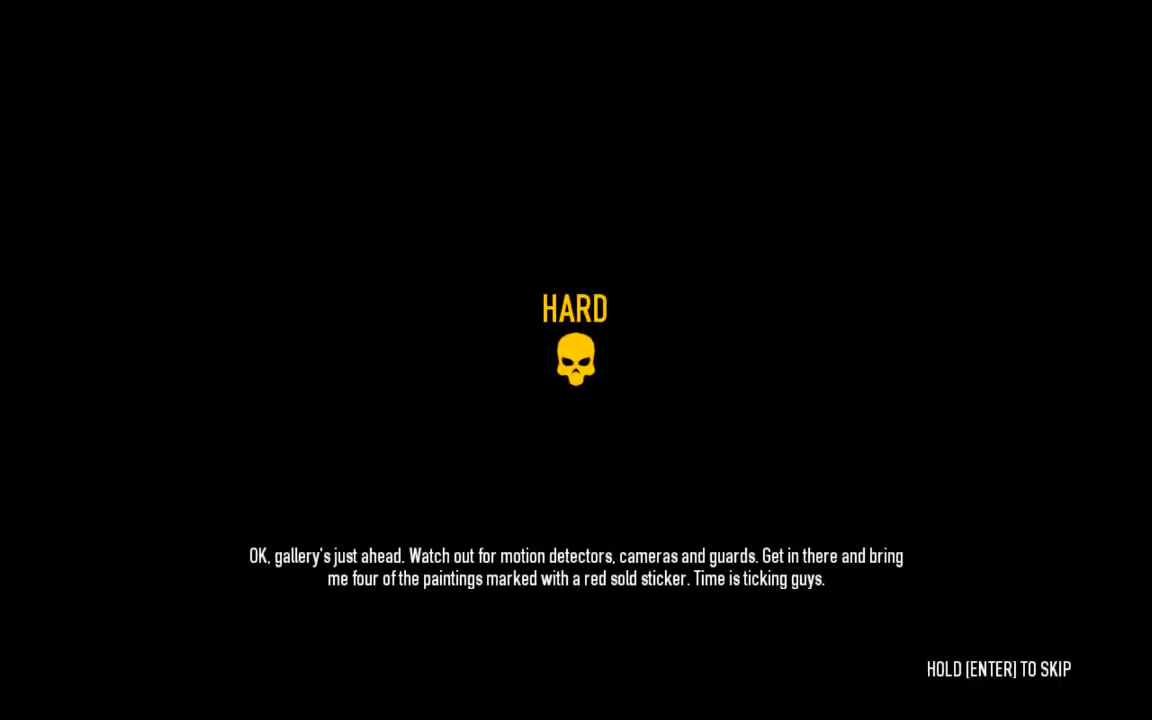 HARD
OK, gallery's just ahead. Watch out for motion detectors, cameras and guards. Get in there and bring
me four of the paintings marked with a red sold sticker. Time is ticking guys.
HOLD [ENTER] TO SKIP